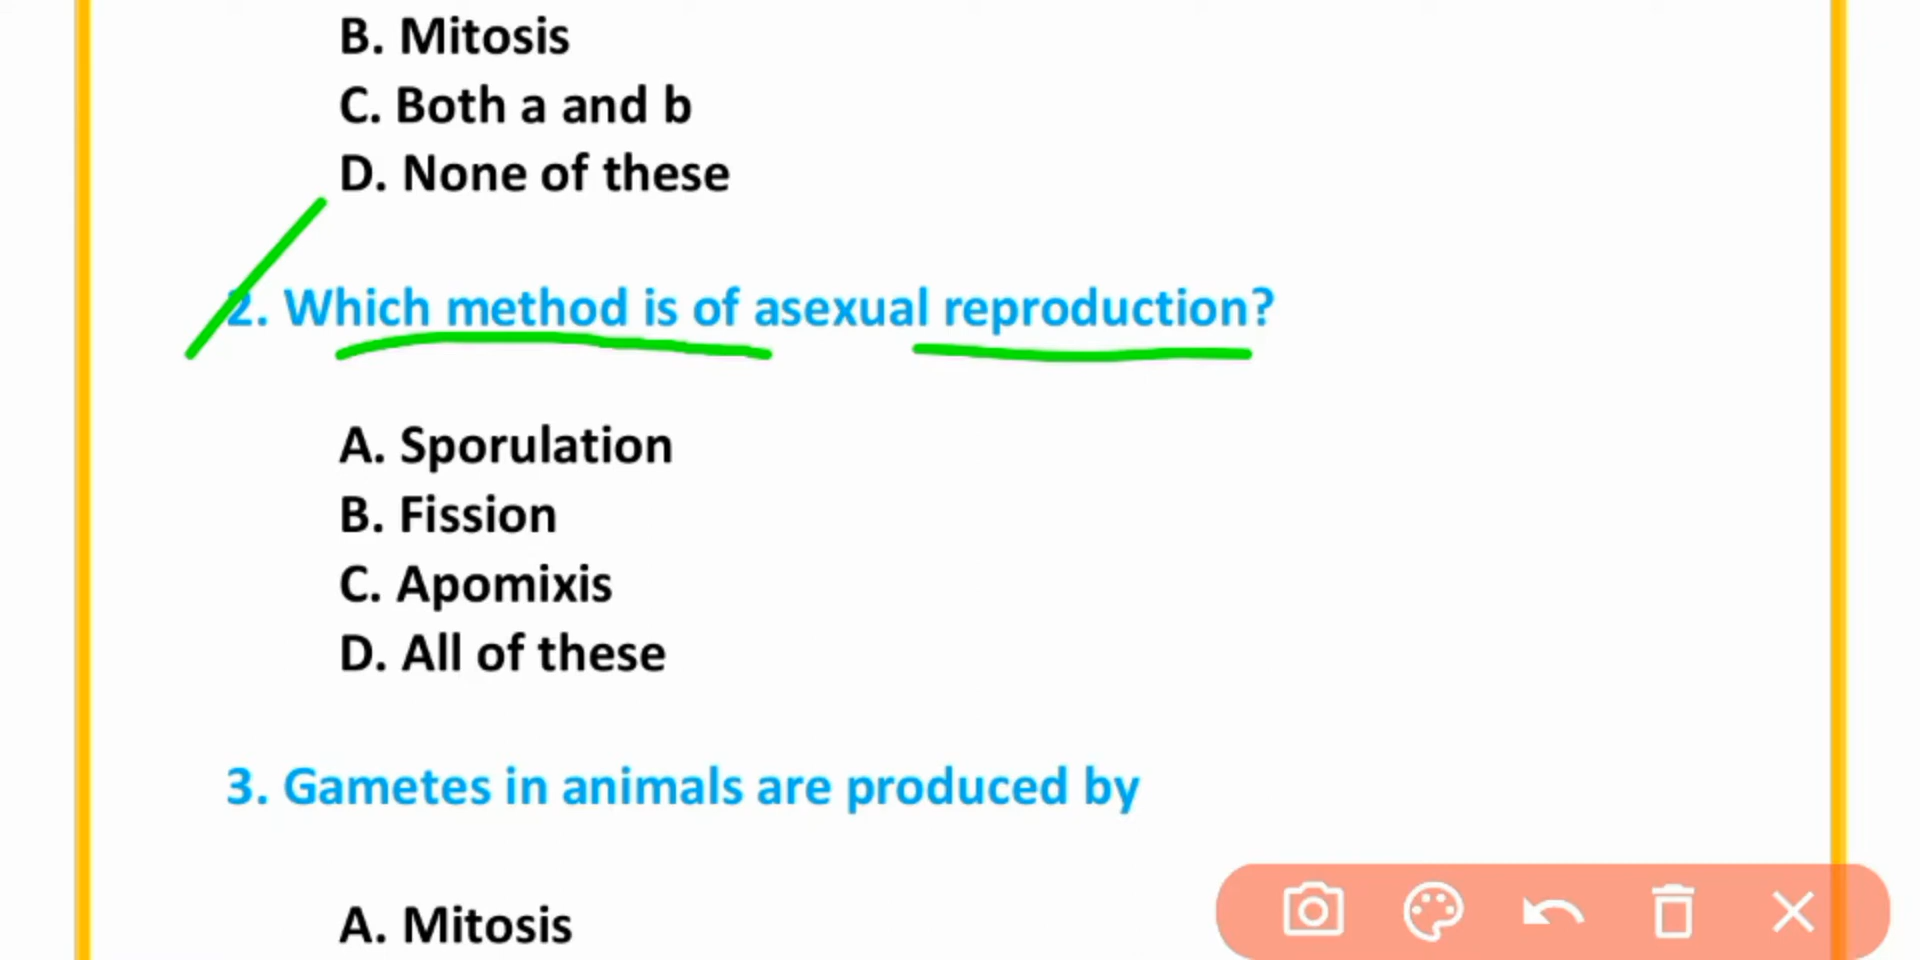 B. Mitosis
C. Both a and b
D. None of these
2. Which method is of asexual reproduction?
A. Sporulation
B. Fission
C. Apomixis
D. All of these
3. Gametes in animals are produced by
A. Mitosis